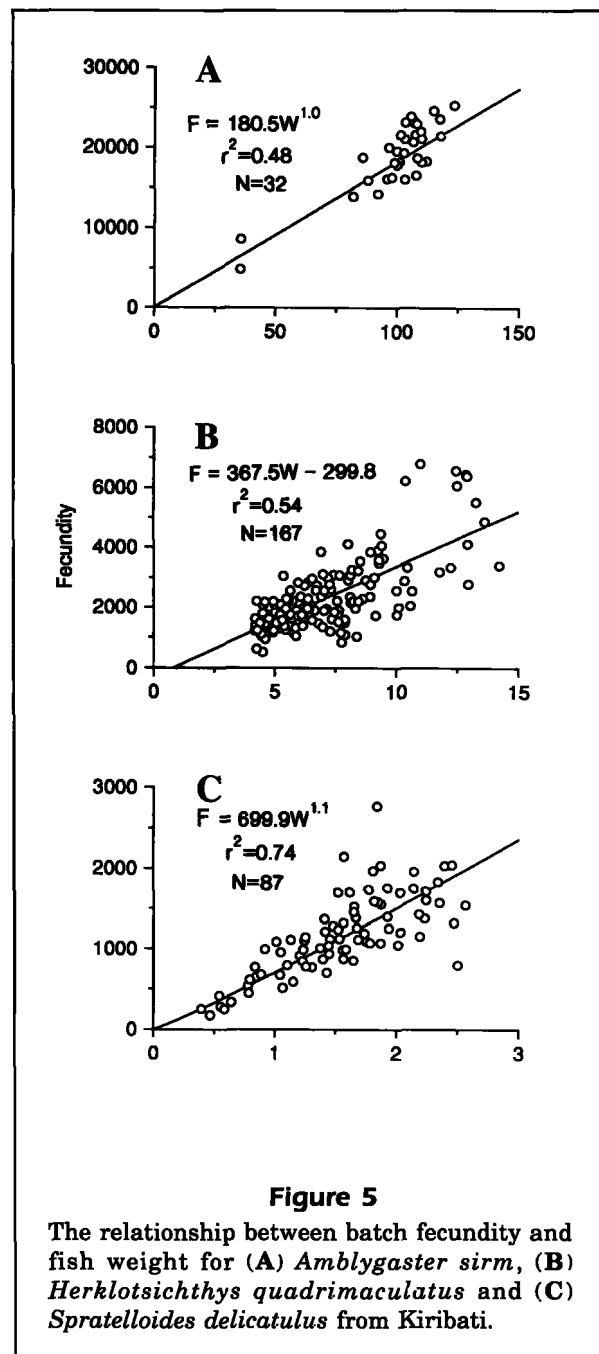 A
30000
F = 180.5W^1.0
r²=0.48
N=32
20000
10000
0
0 50 100 150
B
8000
F = 367.5W − 299.8
r²=0.54
N=167
6000
4000
2000
0
Fecundity
0 5 10 15
C
3000
F = 699.9W^1.1
r²=0.74
N=87
2000
1000
0
0 1 2 3
Figure 5
The relationship between batch fecundity and
fish weight for (A) Amblygaster sirm, (B)
Herklotsichthys quadrimaculatus and (C)
Spratelloides delicatulus from Kiribati.